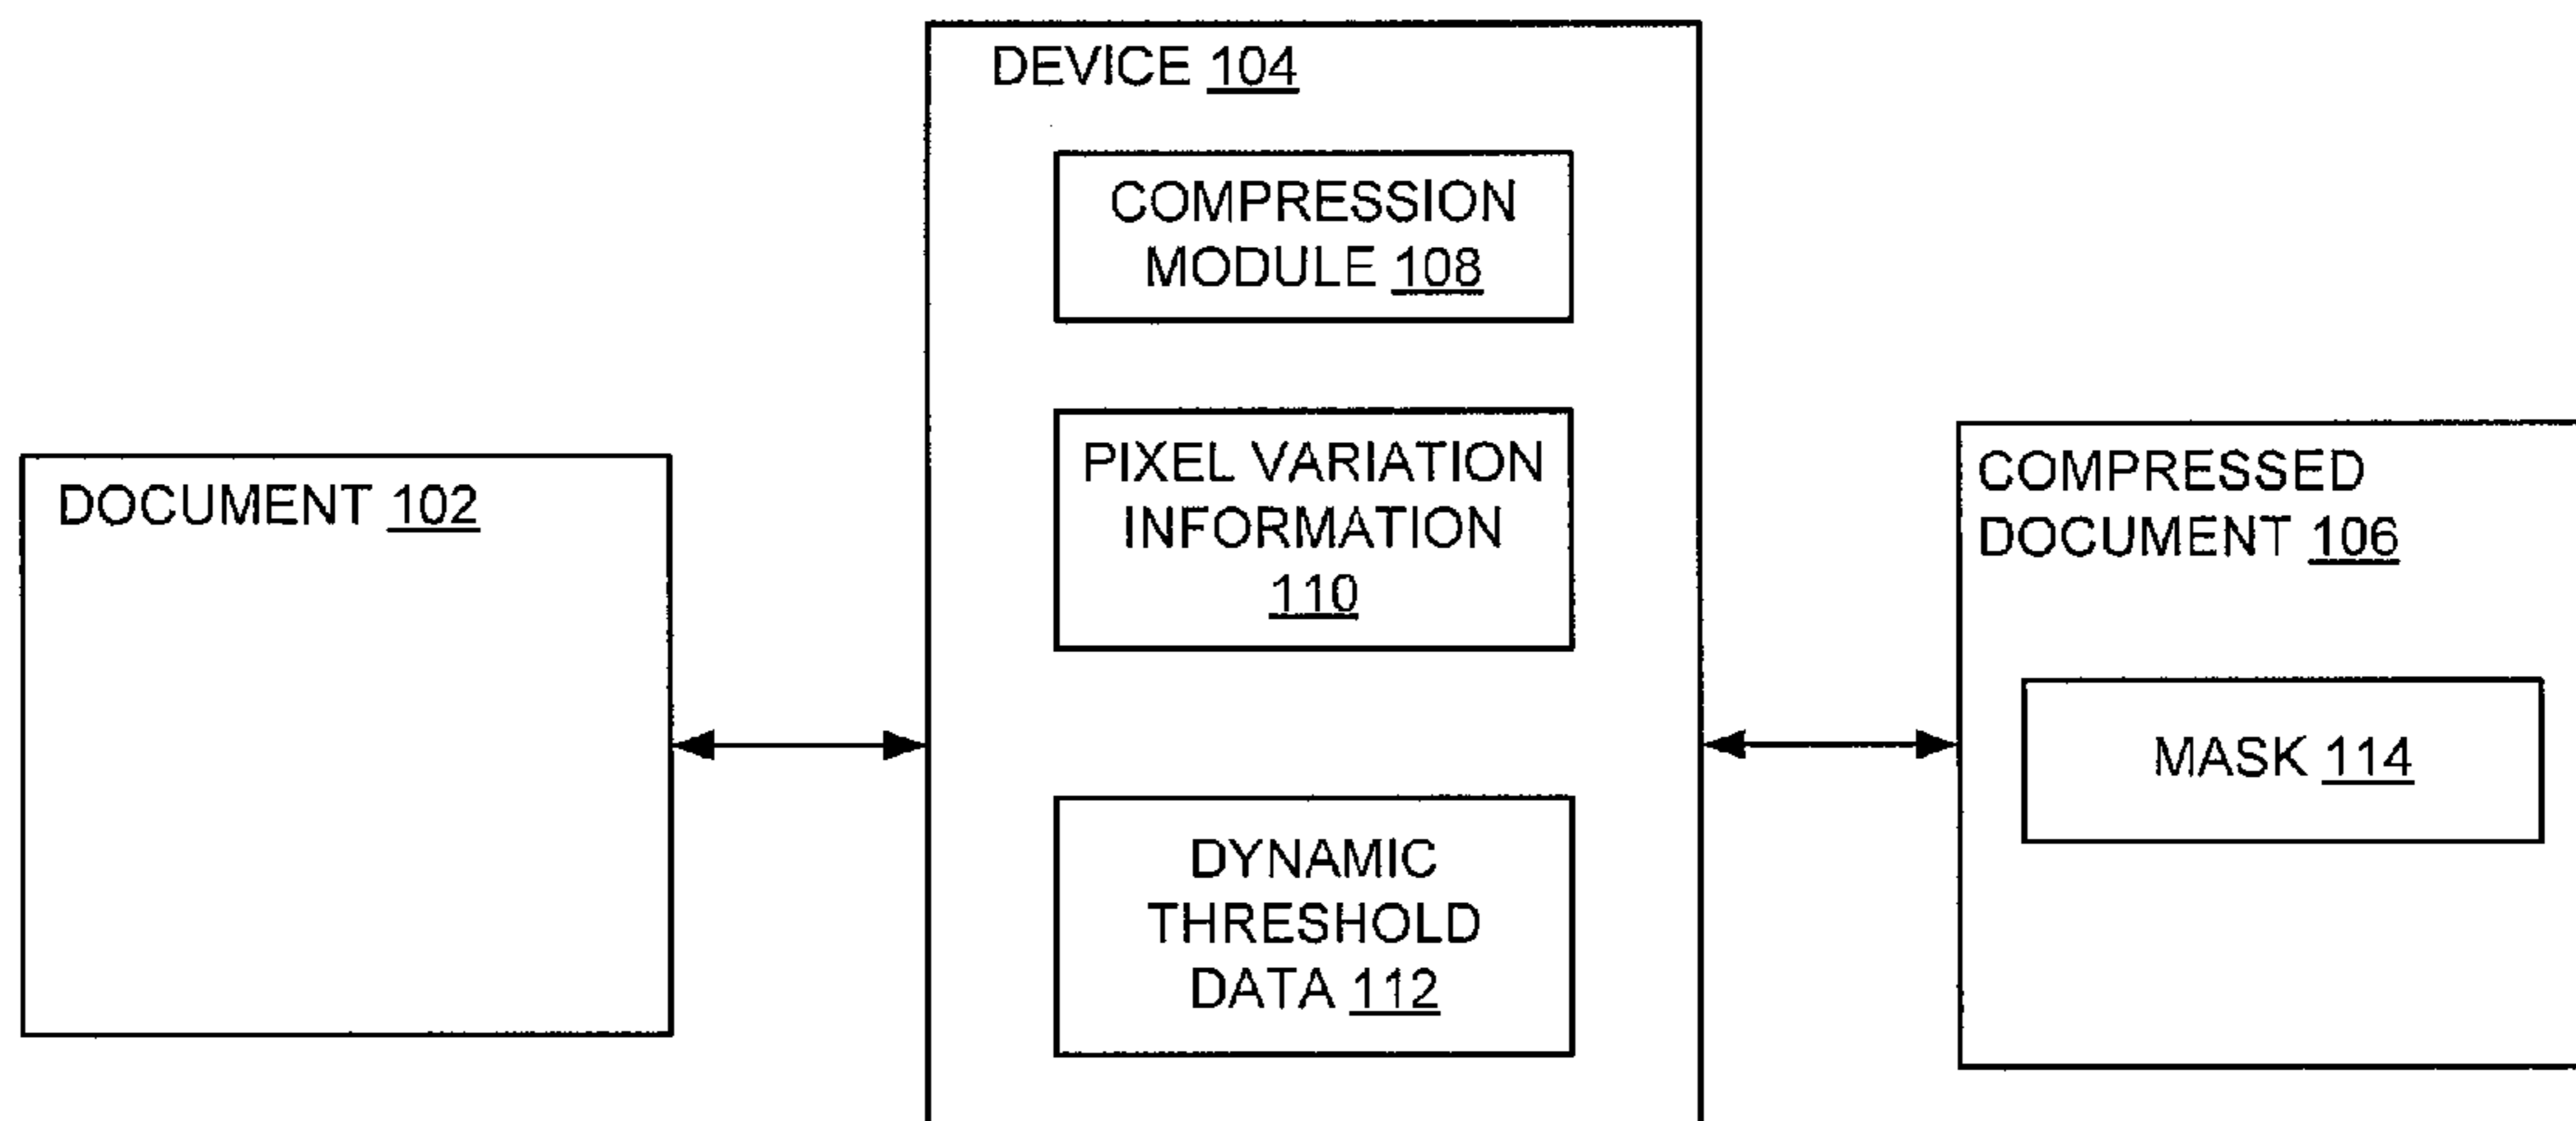 DEVICE 104
COMPRESSION
MODULE 108
PIXEL VARIATION
INFORMATION
110
DYNAMIC
THRESHOLD
DATA 112
DOCUMENT 102
COMPRESSED
DOCUMENT 106
MASK 114